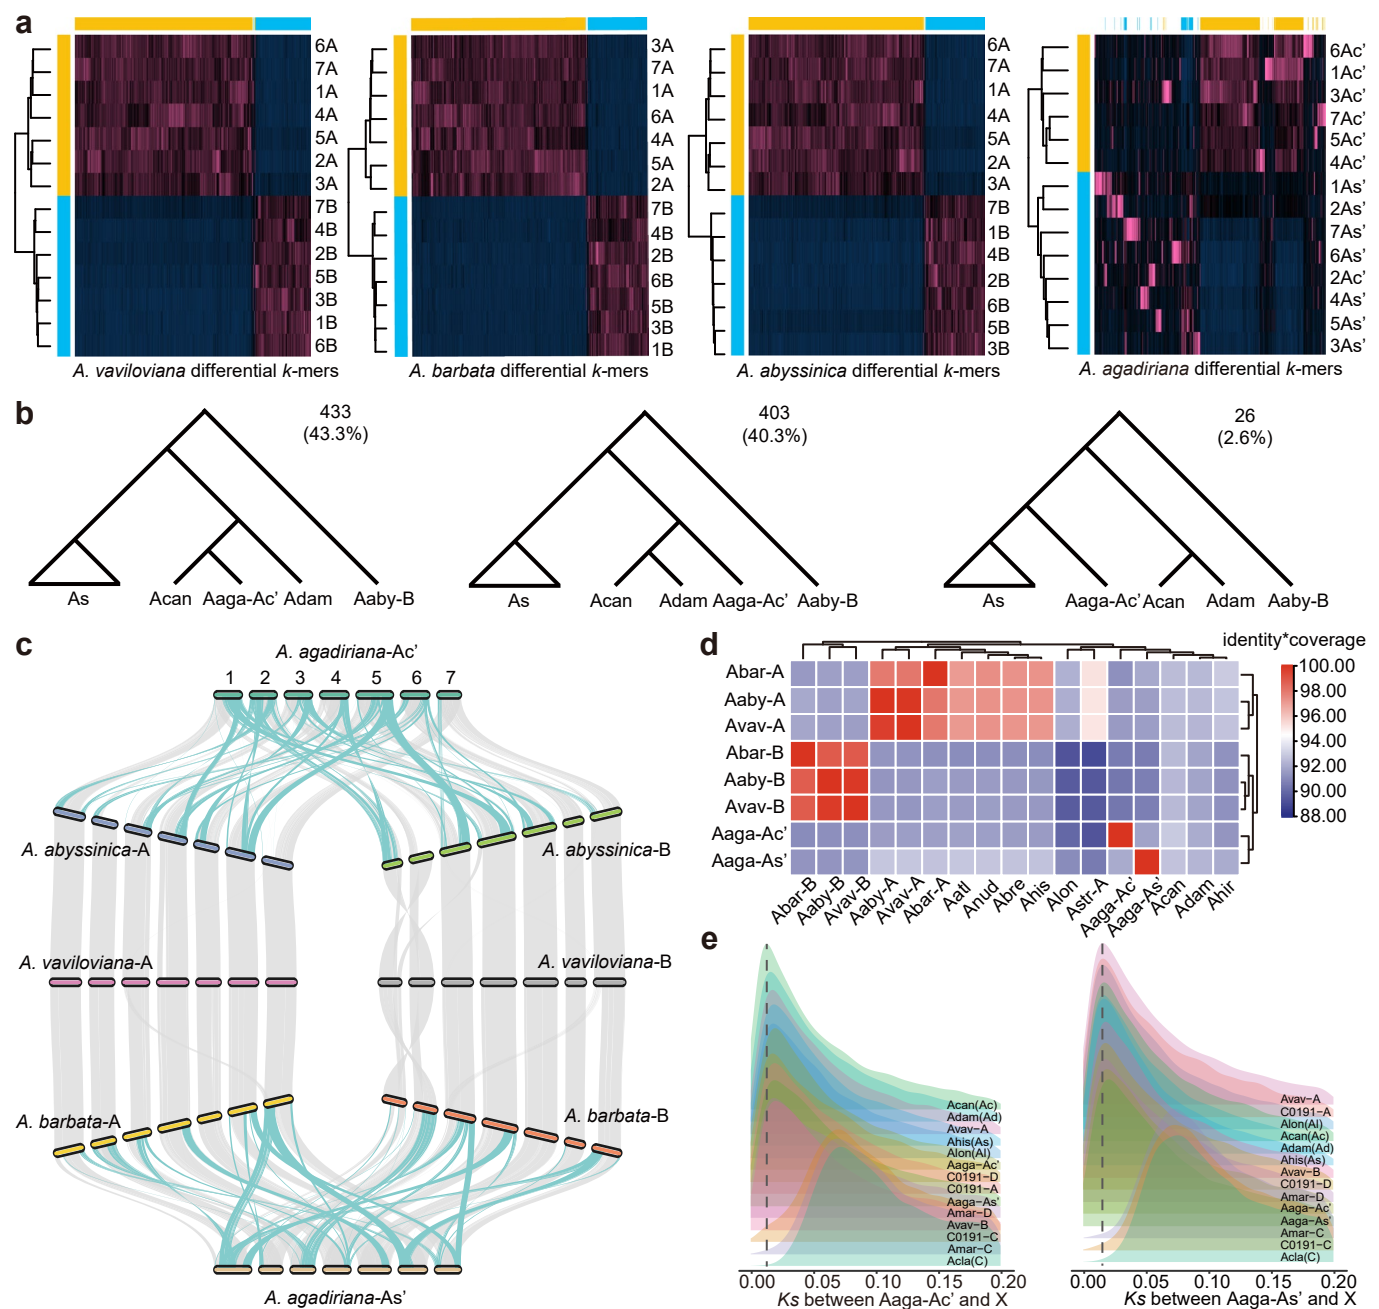 a
6A
7A
1A
4A
5A
2A
3A
7B
4B
2B
5B
3B
1B
6B
A. vaviloviana differential k-mers
3A
7A
1A
6A
4A
5A
2A
7B
4B
2B
6B
5B
3B
1B
A. barbata differential k-mers
6A
7A
1A
4A
5A
2A
3A
7B
1B
4B
2B
6B
5B
3B
A. abyssinica differential k-mers
6Ac’
1Ac’
3Ac’
7Ac’
5Ac’
4Ac’
1As’
2As’
7As’
6As’
2Ac’
4As’
5As’
3As’
A. agadiriana differential k-mers
b
433
(43.3%)
As Acan Aaga-Ac’ Adam Aaby-B
403
(40.3%)
As Acan Adam Aaga-Ac’ Aaby-B
26
(2.6%)
As Aaga-Ac’ Acan Adam Aaby-B
c
A. agadiriana-Ac’
1 2 3 4 5 6 7
A. abyssinica-A
A. abyssinica-B
A. vaviloviana-A
A. vaviloviana-B
A. barbata-A
A. barbata-B
A. agadiriana-As’
d
identity*coverage
100.00
98.00
96.00
94.00
92.00
90.00
88.00
Abar-A
Aaby-A
Avav-A
Abar-B
Aaby-B
Avav-B
Aaga-Ac’
Aaga-As’
Abar-B
Aaby-B
Avav-B
Aaby-A
Avav-A
Abar-A
Aatl
Anud
Abre
Ahis
Alon
Astr-A
Aaga-Ac’
Aaga-As’
Acan
Adam
Ahir
e
Acan(Ac)
Adam(Ad)
Avav-A
Ahis(As)
Alon(Al)
Aaga-Ac’
C0191-D
C0191-A
Aaga-As’
Amar-D
Avav-B
C0191-C
Amar-C
Acla(C)
0.00 0.05 0.10 0.15 0.20
Ks between Aaga-Ac’ and X
Avav-A
C0191-A
Alon(Al)
Acan(Ac)
Adam(Ad)
Ahis(As)
Avav-B
C0191-D
Amar-D
Aaga-Ac’
Aaga-As’
Amar-C
C0191-C
Acla(C)
0.00 0.05 0.10 0.15 0.20
Ks between Aaga-As’ and X